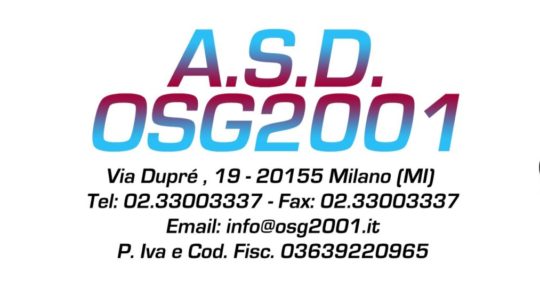 A.S.D.
OSG2001
Via Dupré , 19 - 20155 Milano (MI)
Tel: 02.33003337 - Fax: 02.33003337
Email: info@osg2001.it
P. Iva e Cod. Fisc. 03639220965